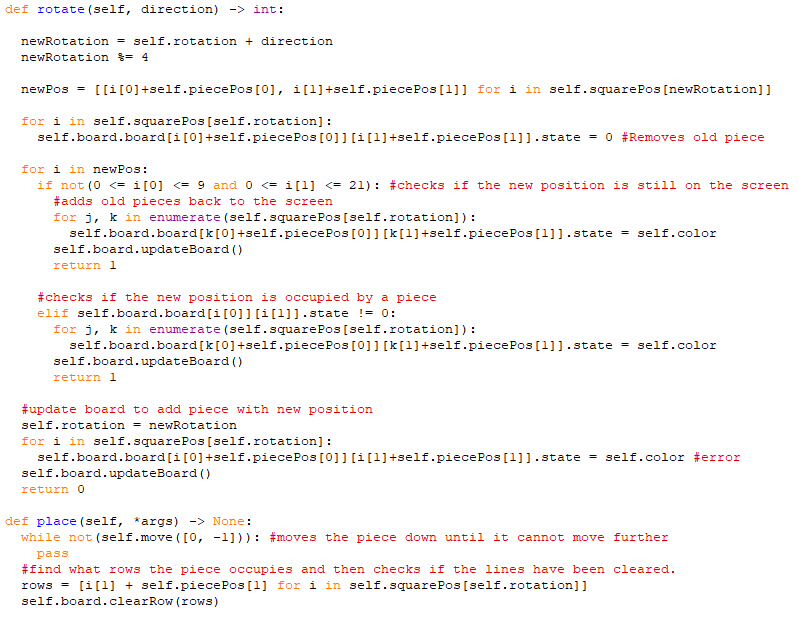 def rotate(self, direction) -> int:
newRotation = self.rotation + direction
newRotation %= 4
newPos = [[i[0]+self.piecePos[0], i[1]+self.piecePos[1]] for i in self.squarePos[newRotation]]
for i in self.squarePos[self.rotation]:
self.board.board[i[0]+self.piecePos[0]][i[1]+self.piecePos[1]].state = 0 #Removes old piece
for i in newPos:
if not(0 <= i[0] <= 9 and 0 <= i[1] <= 21): #checks if the new position is still on the screen
#adds old pieces back to the screen
for j, k in enumerate(self.squarePos[self.rotation]):
self.board.board[k[0]+self.piecePos[0]][k[1]+self.piecePos[1]].state = self.color
self.board.updateBoard()
return 1
#checks if the new position is occupied by a piece
elif self.board.board[i[0]][i[1]].state != 0:
for j, k in enumerate(self.squarePos[self.rotation]):
self.board.board[k[0]+self.piecePos[0]][k[1]+self.piecePos[1]].state = self.color
self.board.updateBoard()
return 1
#update board to add piece with new position
self.rotation = newRotation
for i in self.squarePos[self.rotation]:
self.board.board[i[0]+self.piecePos[0]][i[1]+self.piecePos[1]].state = self.color #error
self.board.updateBoard()
return 0
def place(self, *args) -> None:
while not(self.move([0, -1])): #moves the piece down until it cannot move further
pass
#find what rows the piece occupies and then checks if the lines have been cleared.
rows = [i[1] + self.piecePos[1] for i in self.squarePos[self.rotation]]
self.board.clearRow(rows)